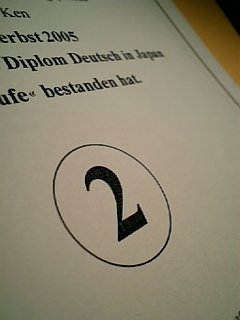 Ken
erbst 2005
Diplom Deutsch in Japan
ufe« bestanden hat.
2